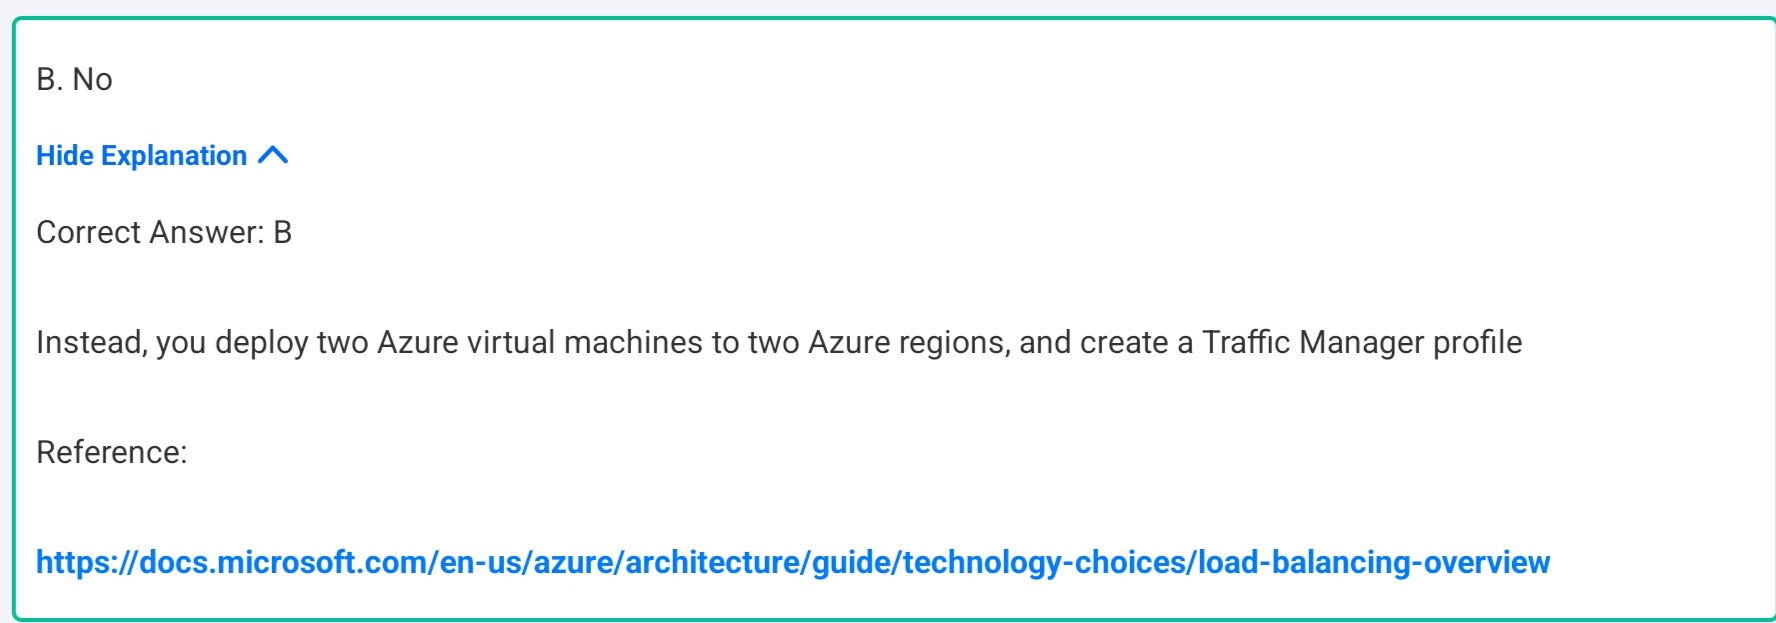 B. No
Hide Explanation
Correct Answer: B
Instead, you deploy two Azure virtual machines to two Azure regions, and create a Traffic Manager profile
Reference:
https://docs.microsoft.com/en-us/azure/architecture/guide/technology-choices/load-balancing-overview